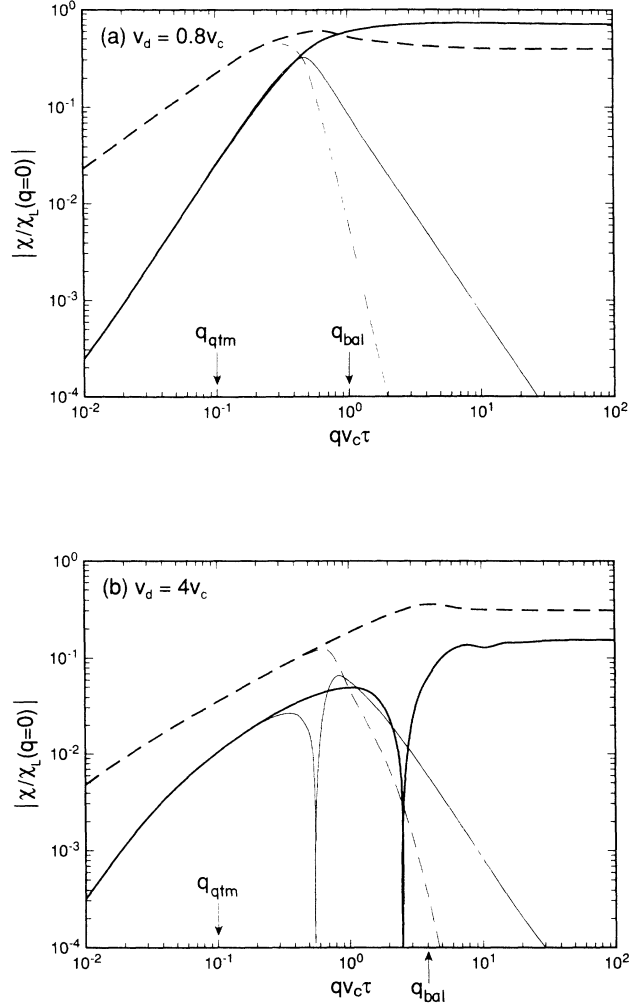 (a) v_d = 0.8v_c
|χ/χ_L(q=0)|
10^0
10^-1
10^-2
10^-3
10^-4
q_qtm
q_bal
10^-2 10^-1 10^0 10^1 10^2
qv_cτ
(b) v_d = 4v_c
|χ/χ_L(q=0)|
10^0
10^-1
10^-2
10^-3
10^-4
q_qtm
10^-2 10^-1 10^0 10^1 10^2
qv_cτ
q_bal